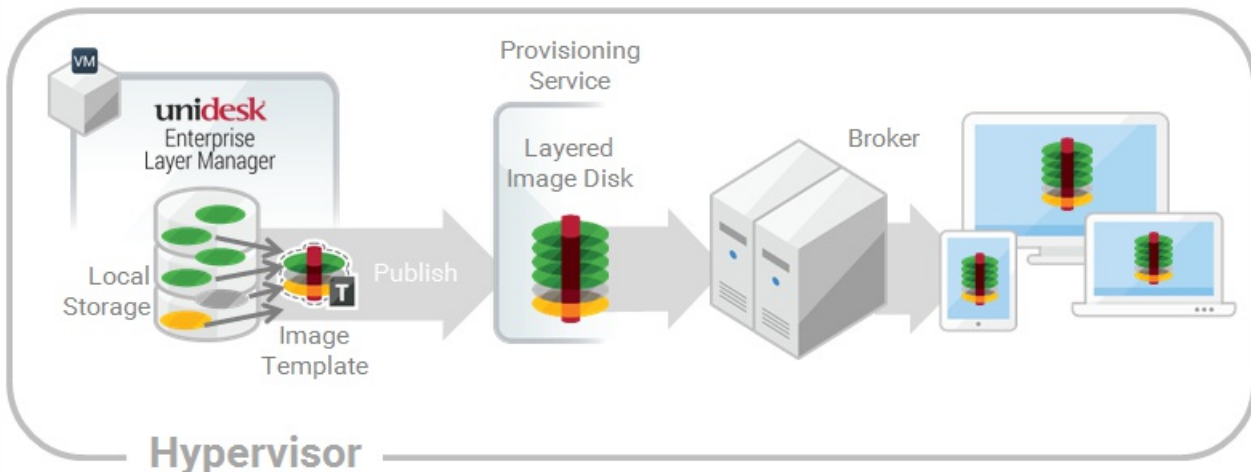 VM
unidesk
Enterprise
Layer Manager
Local
Storage
T
Image
Template
Publish
Provisioning
Service
Layered
Image Disk
Broker
Hypervisor